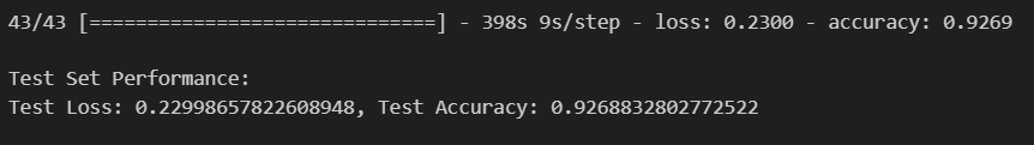 43/43 [==============================] - 398s 9s/step - loss: 0.2300 - accuracy: 0.9269
Test Set Performance:
Test Loss: 0.22998657822608948, Test Accuracy: 0.9268832802772522